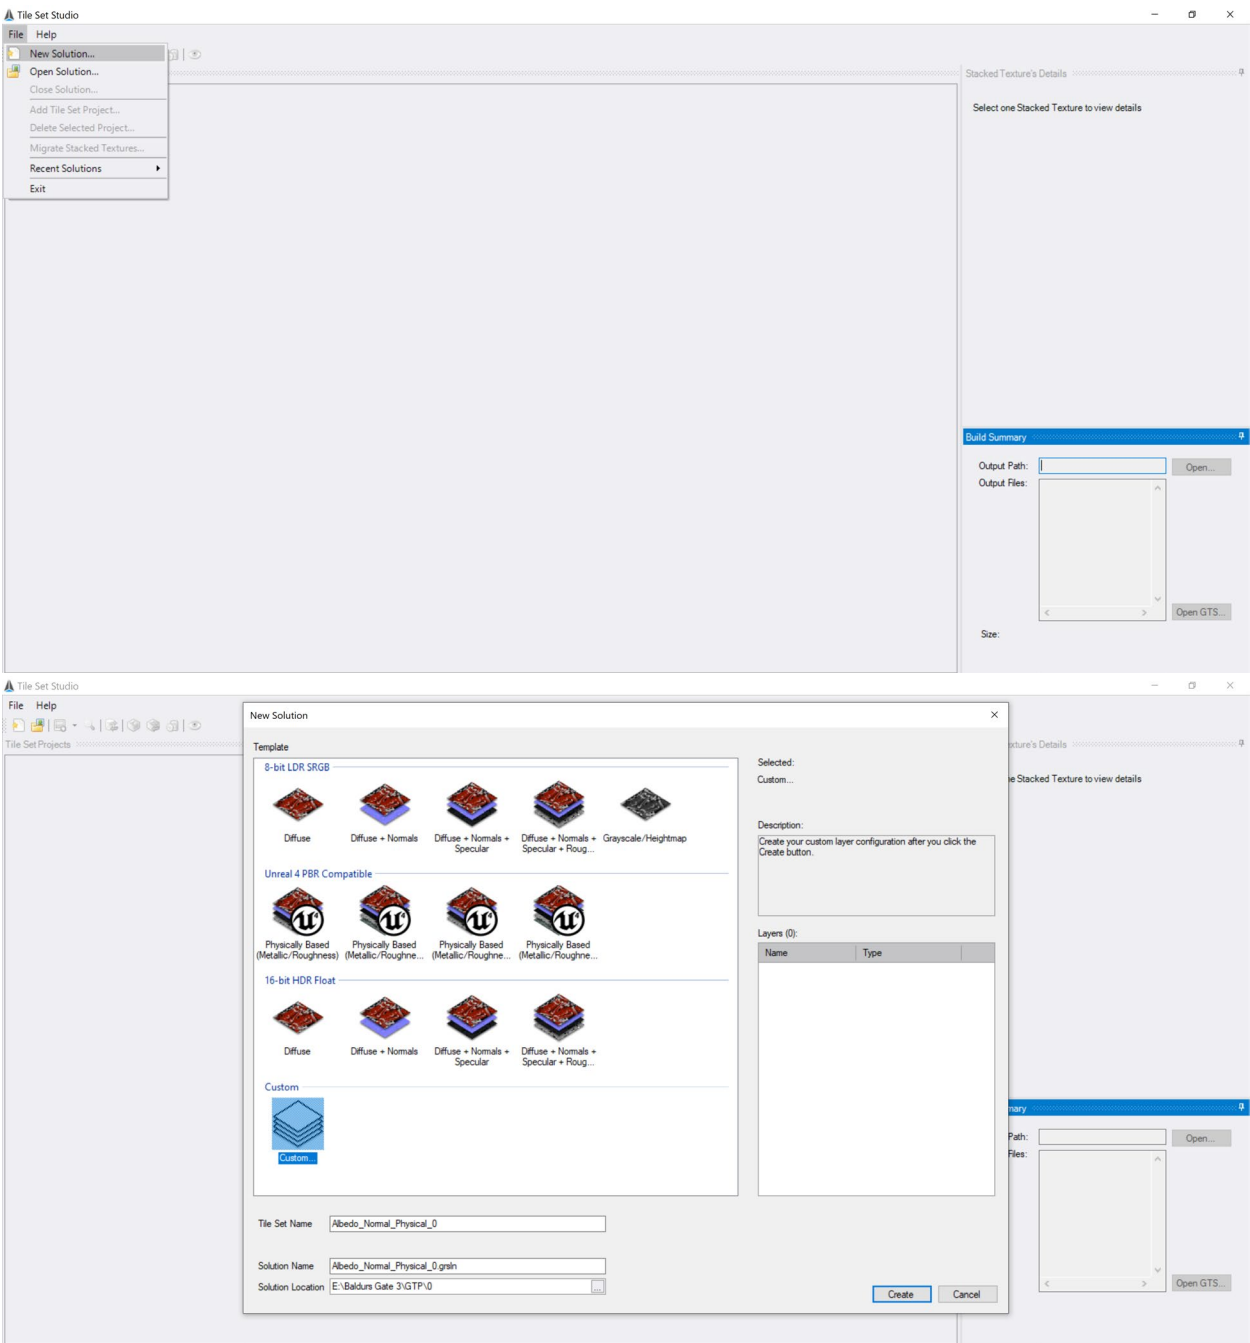 Tile Set Studio
File Help
New Solution...
Open Solution...
Close Solution...
Add Tile Set Project...
Delete Selected Project...
Migrate Stacked Textures...
Recent Solutions
Exit
Stacked Texture's Details
Select one Stacked Texture to view details
Build Summary
Output Path:
Open...
Output Files:
Open GTS...
Size:
Tile Set Studio
File Help
Tile Set Projects
New Solution
Template
8-bit LDR SRGB
Diffuse
Diffuse + Normals
Diffuse + Normals +
Specular
Diffuse + Normals +
Specular + Roug...
Grayscale/Heightmap
Unreal 4 PBR Compatible
Physically Based
(Metallic/Roughness)
Physically Based
(Metallic/Roughne...
Physically Based
(Metallic/Roughne...
Physically Based
(Metallic/Roughne...
16-bit HDR Float
Diffuse
Diffuse + Normals
Diffuse + Normals +
Specular
Diffuse + Normals +
Specular + Roug...
Custom
Custom...
Selected:
Custom...
Description:
Create your custom layer configuration after you click the
Create button.
Layers (0):
Name Type
Tile Set Name Albedo_Normal_Physical_0
Solution Name Albedo_Normal_Physical_0.grsln
Solution Location E:\Baldurs Gate 3\GTP\0
...
Create Cancel
xture's Details
e Stacked Texture to view details
mary
Path:
Open...
Files:
Open GTS...